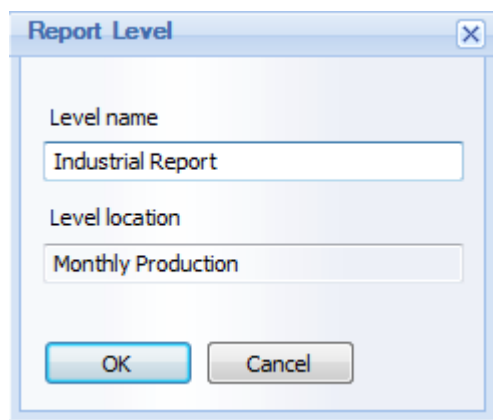 Report Level
Level name
Industrial Report
Level location
Monthly Production
OK Cancel